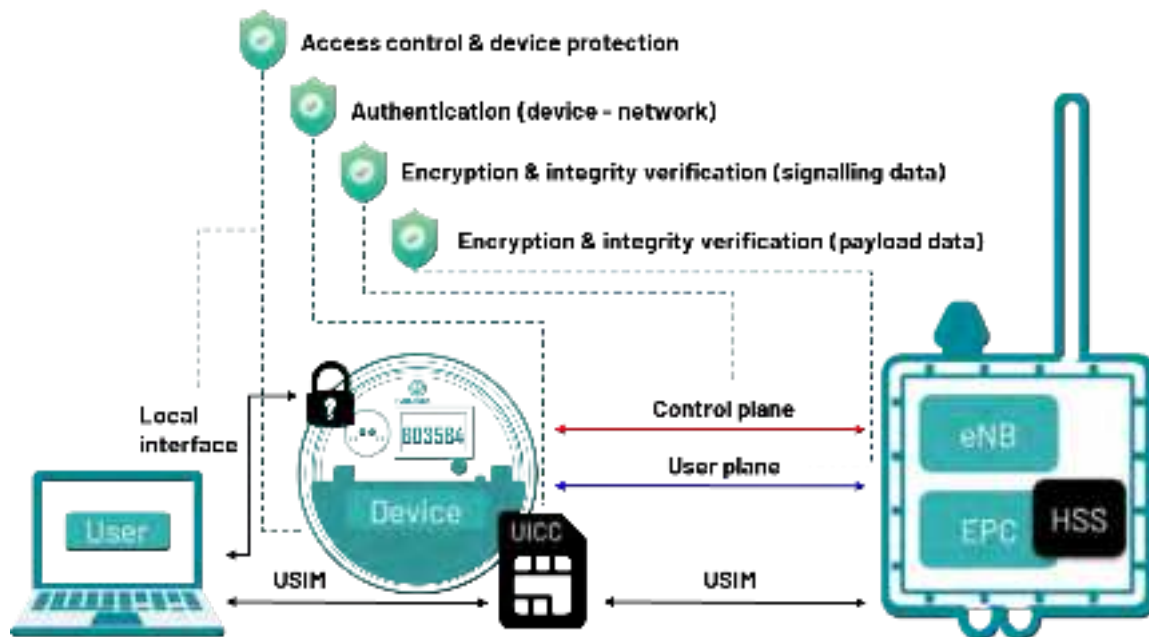 Access control & device protection
Authentication (device - network)
Encryption & integrity verification (signalling data)
Encryption & integrity verification (payload data)
Local
interface
Control plane
User plane
eNB
EPC
HSS
User
Device
UICC
USIM
USIM
?